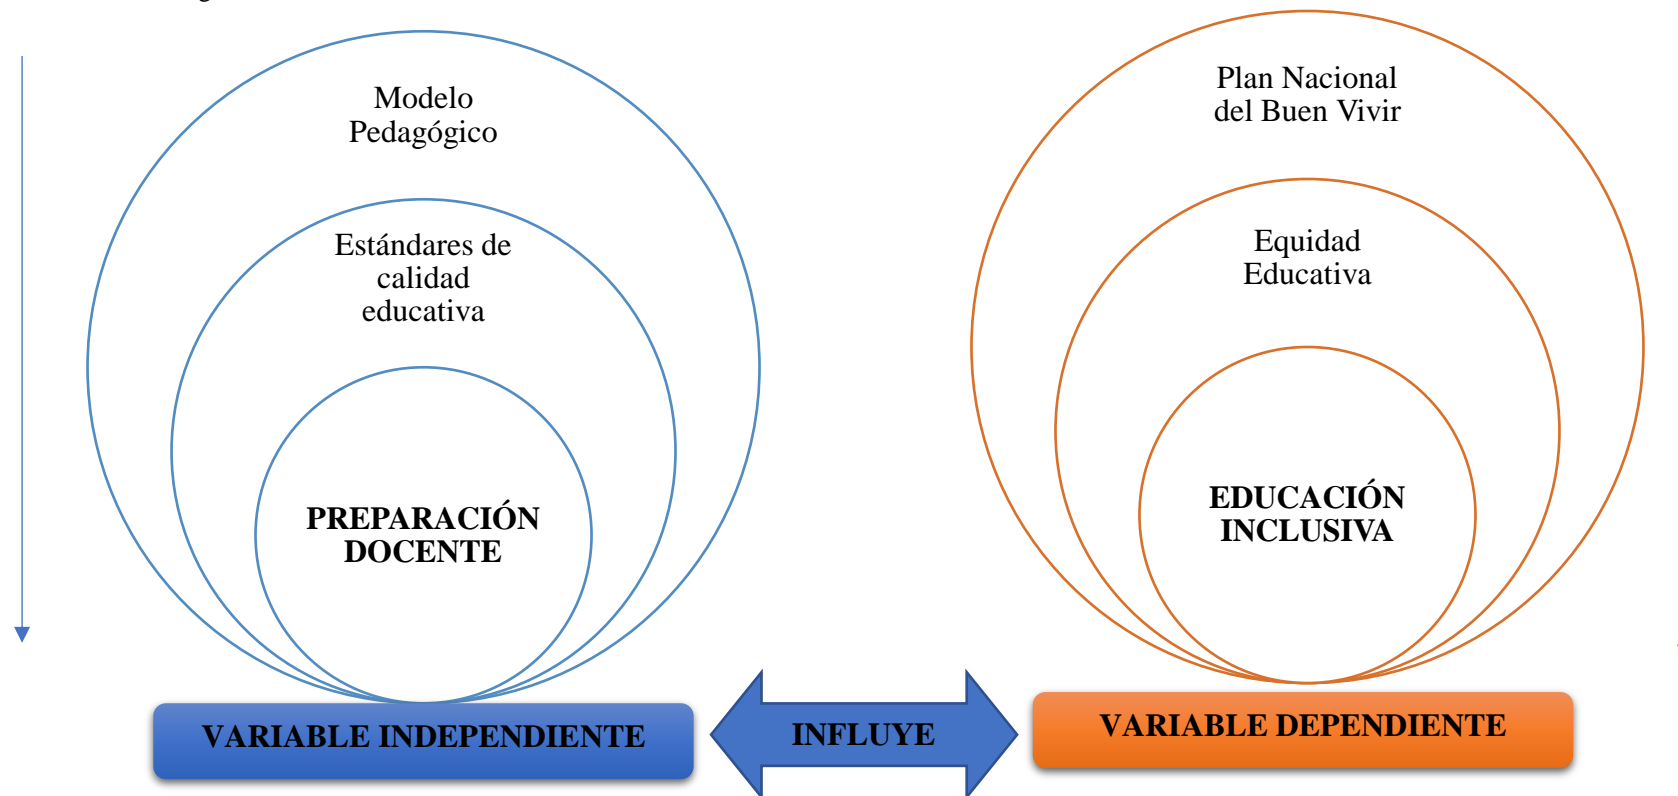 Modelo
Pedagógico
Estándares de
calidad
educativa
PREPARACIÓN
DOCENTE
VARIABLE INDEPENDIENTE
INFLUYE
Plan Nacional
del Buen Vivir
Equidad
Educativa
EDUCACIÓN
INCLUSIVA
VARIABLE DEPENDIENTE